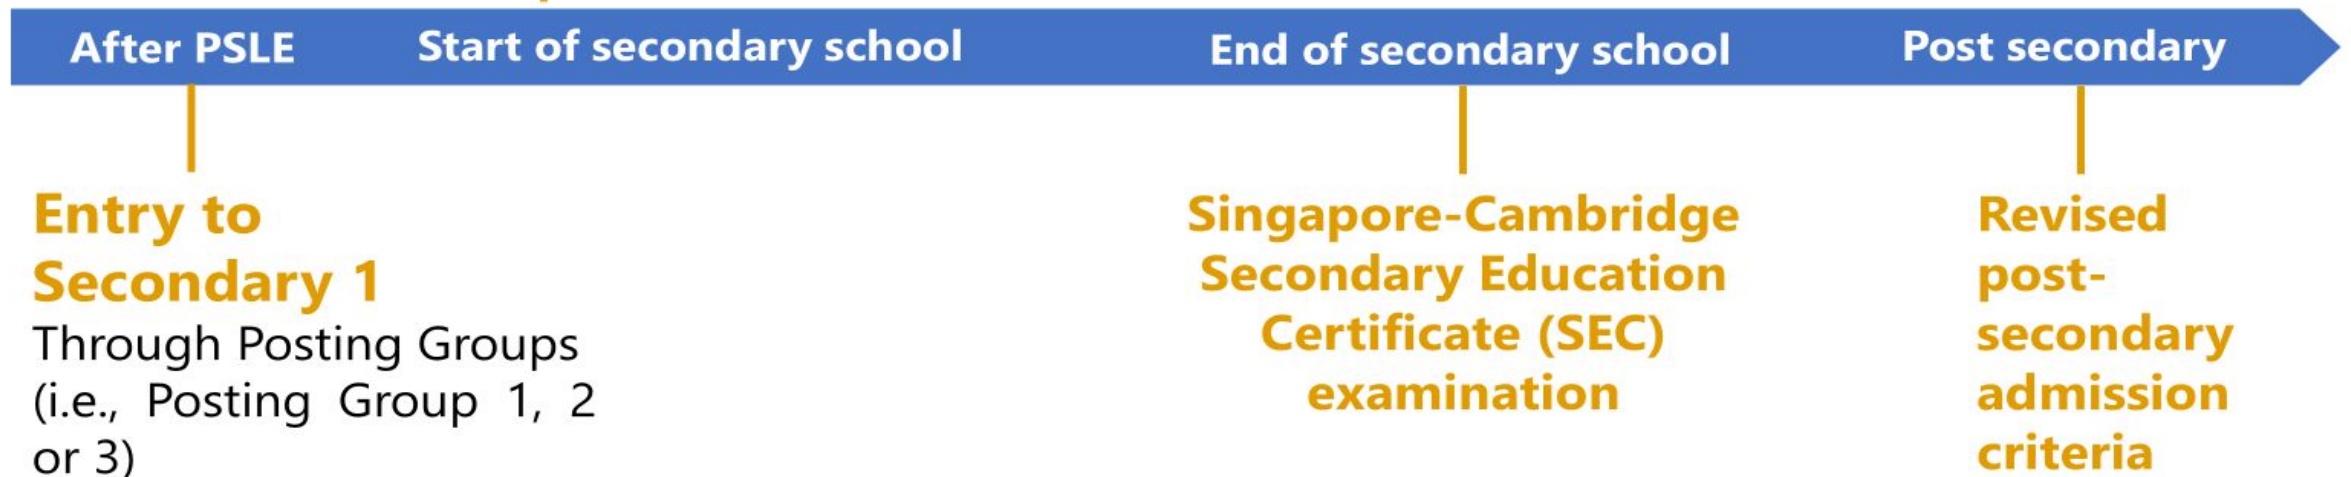 After PSLE
Start of secondary school
End of secondary school
Post secondary
Entry to
Secondary 1
Through Posting Groups
(i.e., Posting Group 1, 2
or 3)
Singapore-Cambridge
Secondary Education
Certificate (SEC)
examination
Revised
post-
secondary
admission
criteria